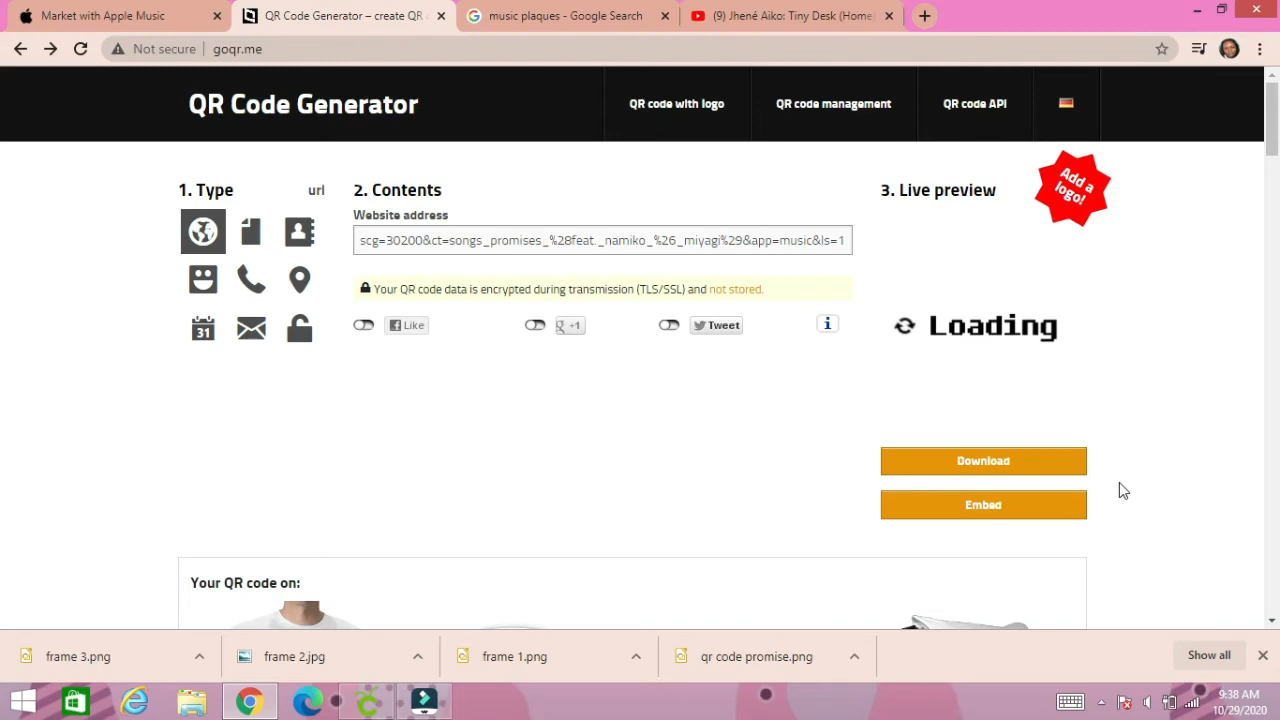 Market with Apple Music
QR Code Generator – create QR c
music plaques - Google Search
(9) Jhené Aiko: Tiny Desk (Home)
Not secure
goqr.me
QR Code Generator
QR code with logo
QR code management
QR code API
1. Type
url
2. Contents
3. Live preview
Add a
logo!
Website address
scg=30200&ct=songs_promises_%28feat._namiko_%26_miyagi%29&app=music&ls=1
Your QR code data is encrypted during transmission (TLS/SSL) and not stored.
Like
+1
Tweet
Loading
31
Download
Embed
Your QR code on:
frame 3.png
frame 2.jpg
frame 1.png
qr code promise.png
Show all
9:38 AM
10/29/2020